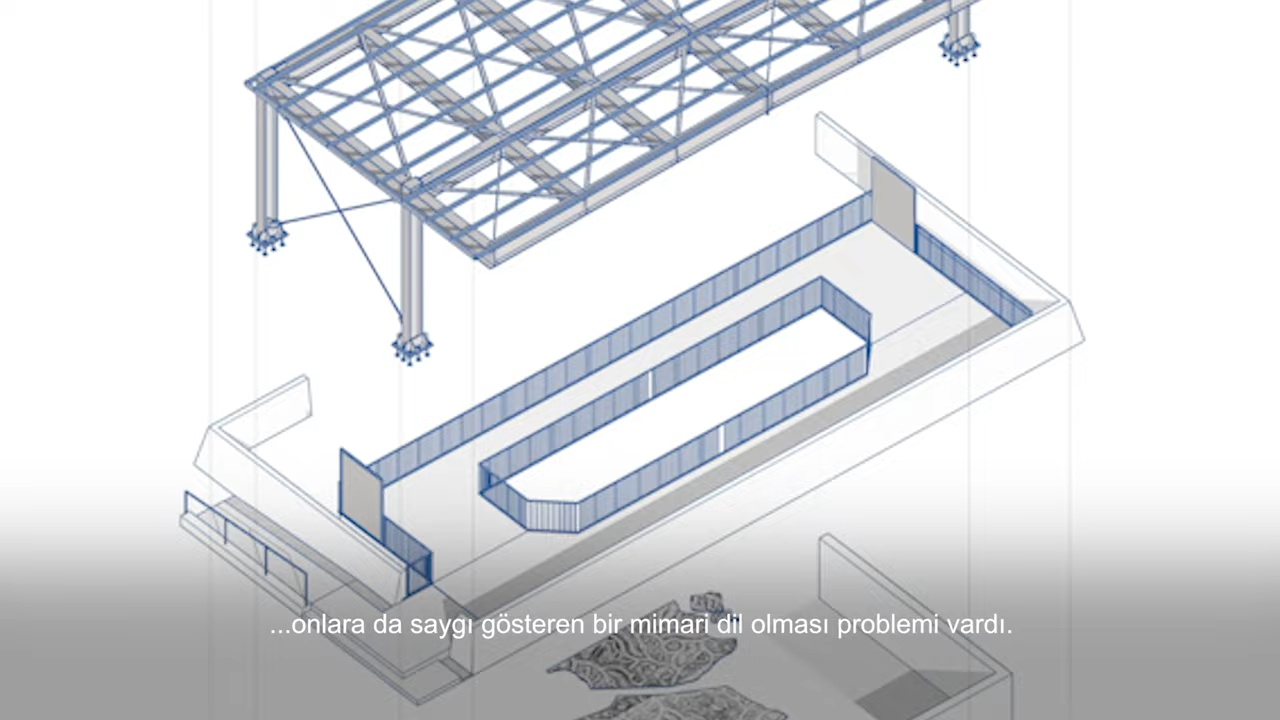 ...onlara da saygı gösteren bir mimari dil olması problemi vardı.